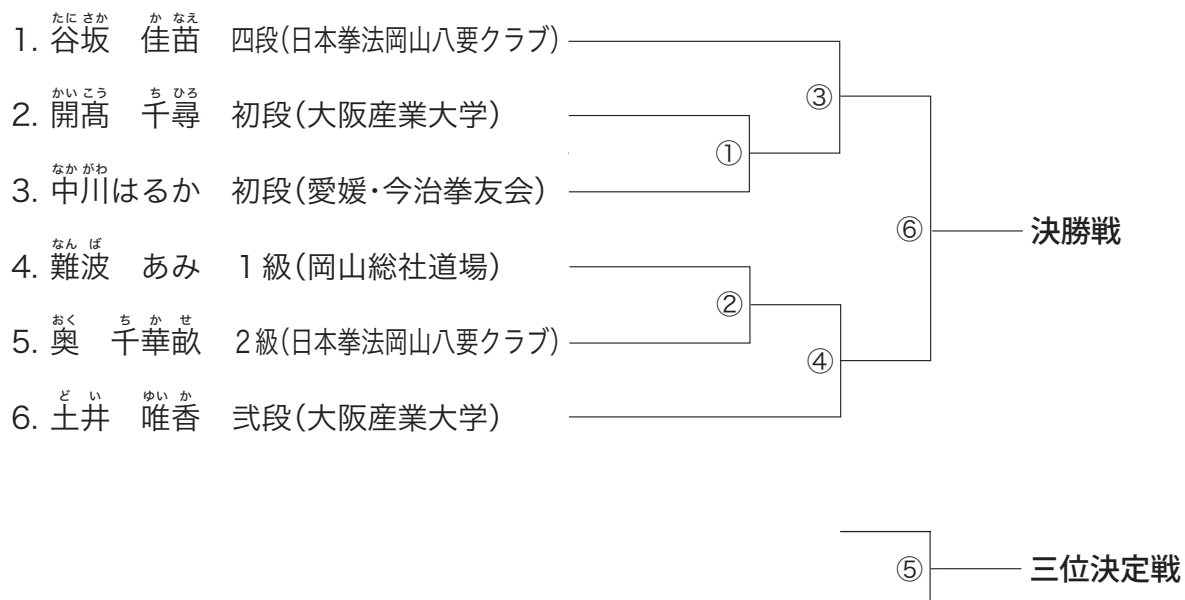 たにさか か なえ
1. 谷坂 佳苗 四段(日本拳法岡山八要クラブ)
かいこう ち ひろ
2. 開髙 千尋 初段(大阪産業大学)
なかがわ
3. 中川はるか 初段(愛媛・今治拳友会)
なん ば
4. 難波 あみ 1級(岡山総社道場)
おく ち か せ
5. 奥 千華畝 2級(日本拳法岡山八要クラブ)
ど い ゆい か
6. 土井 唯香 弐段(大阪産業大学)
①
②
③
④
⑥ 決勝戦
⑤ 三位決定戦